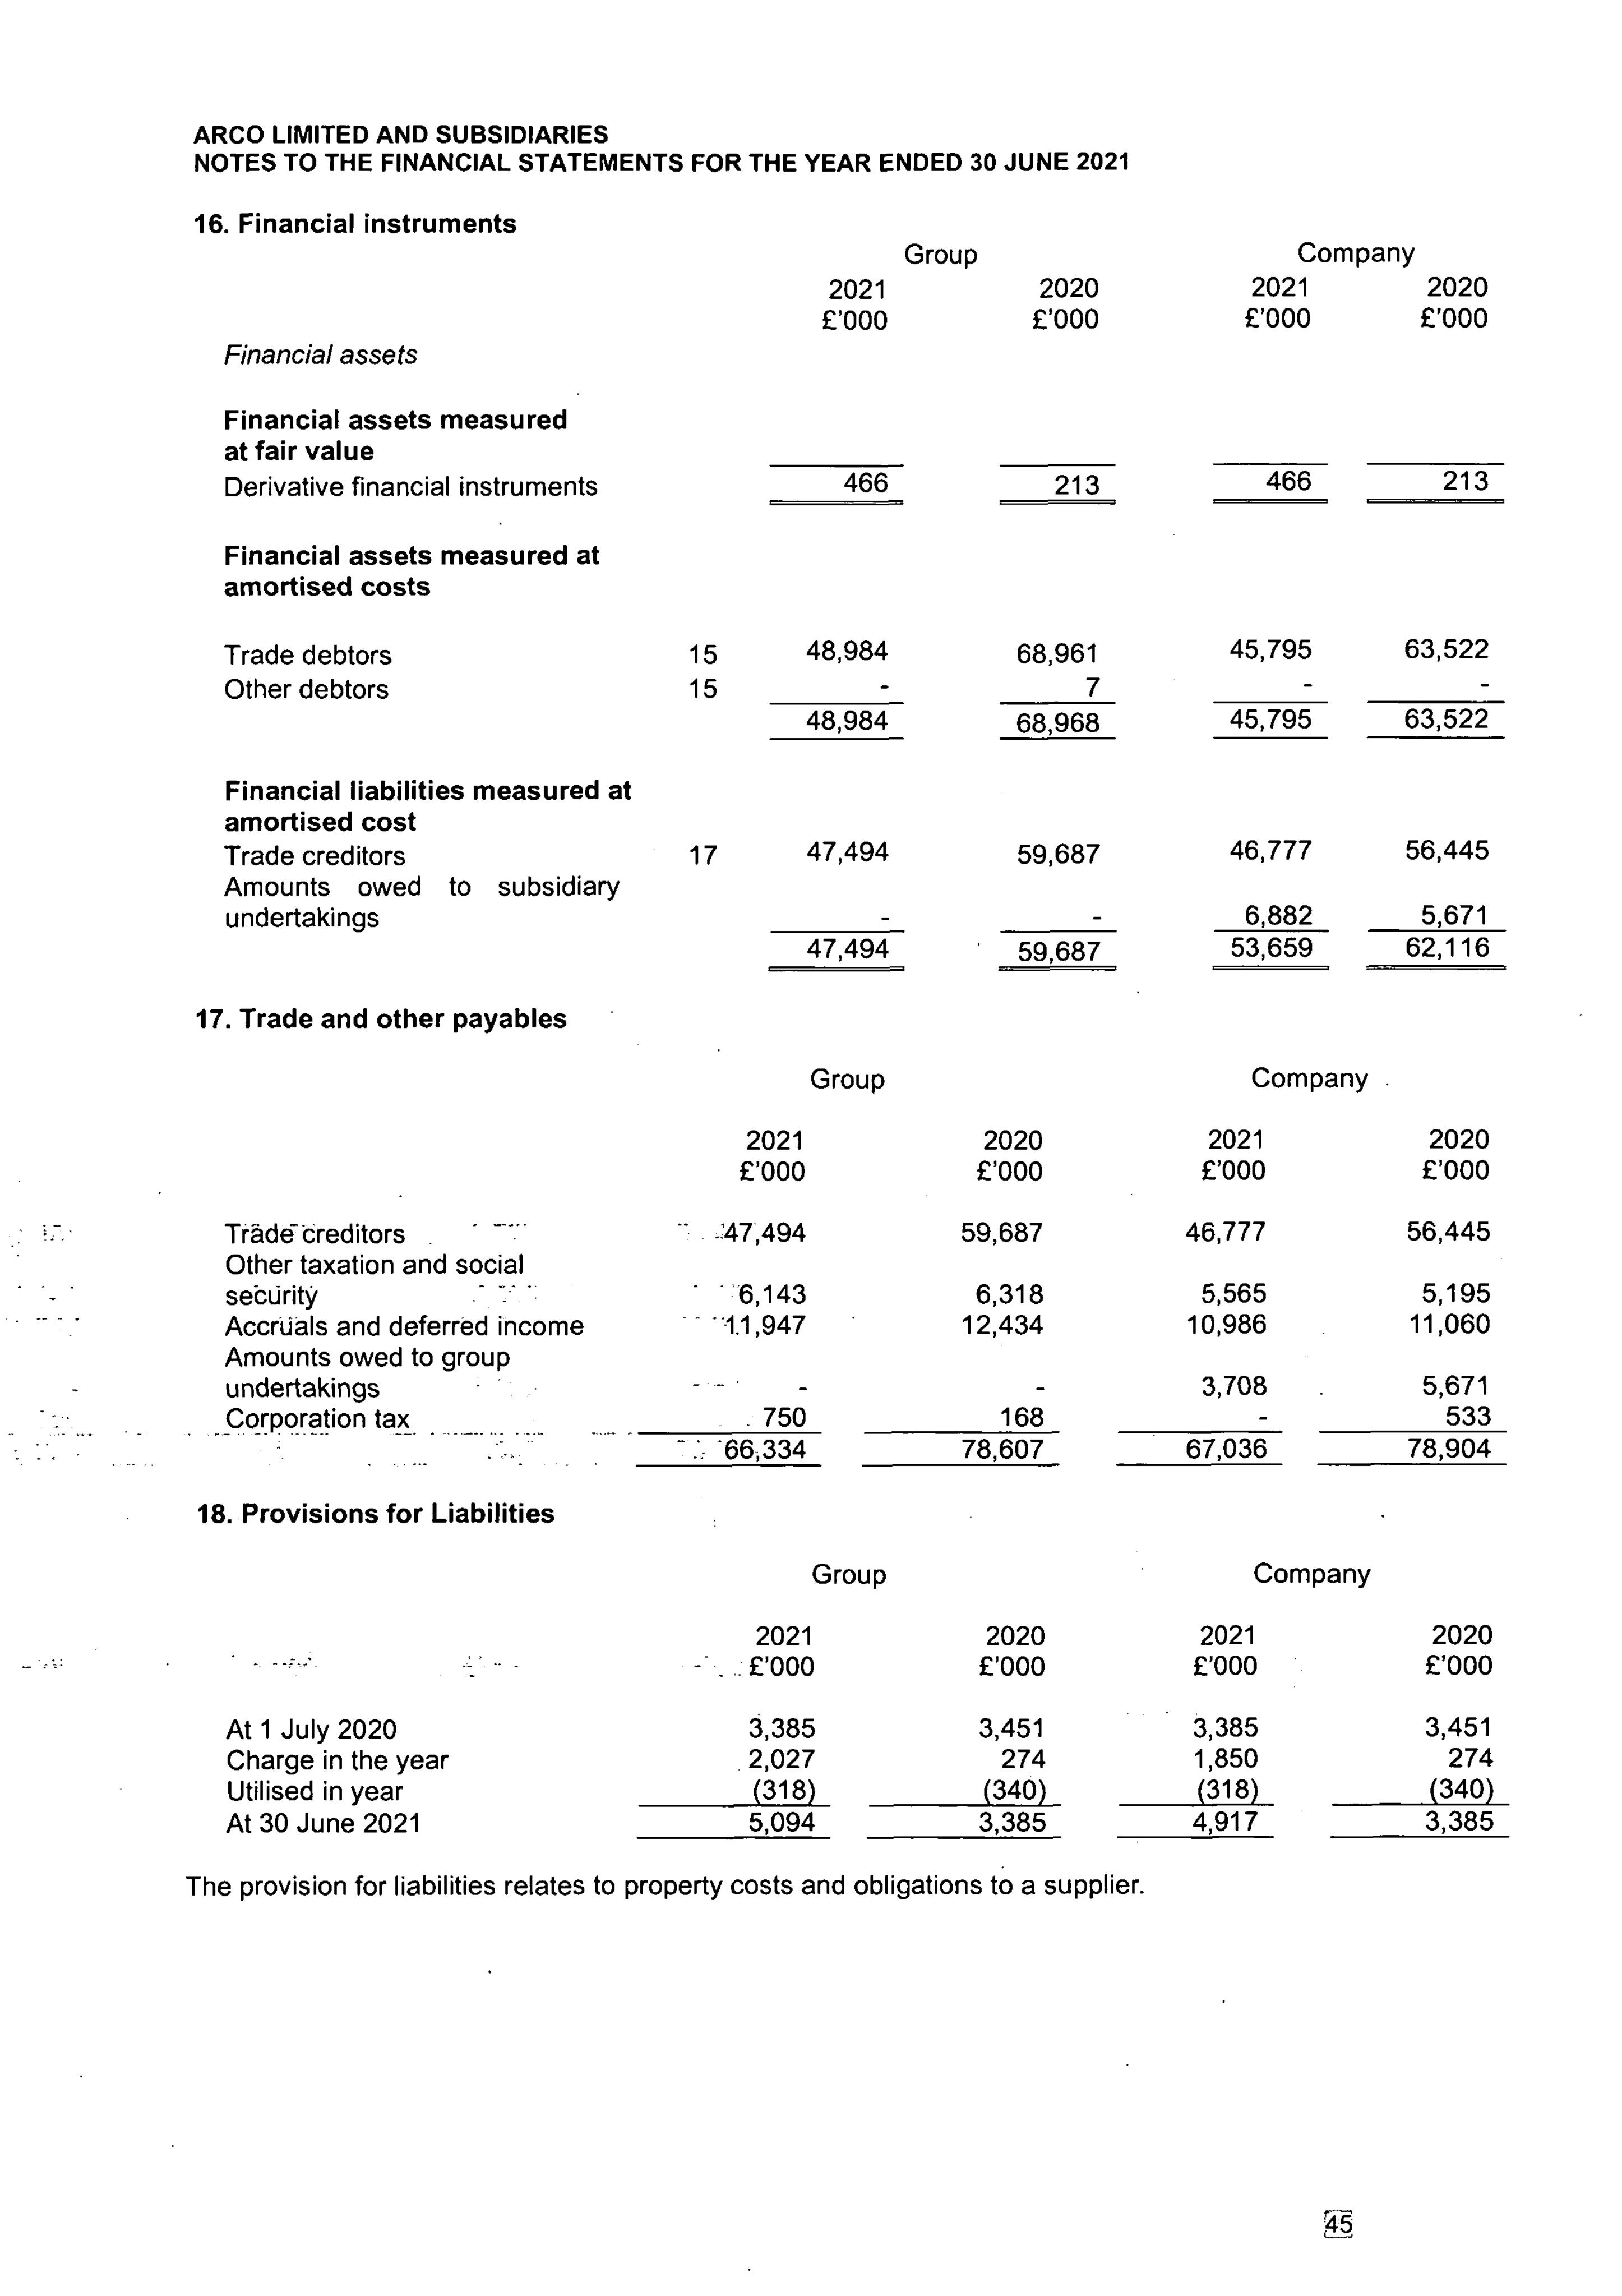 ARCO LIMITED AND SUBSIDIARIES
NOTES TO THE FINANCIAL STATEMENTS FOR THE YEAR ENDED 30 JUNE 2021
16. Financial instruments
Group Company
2021 2020 2021 2020
£'000 £'000 £'000 £'000
Financial assets
Financial assets measured
at fair value
Derivative financial instruments 466 213 466 213
Financial assets measured at
amortised costs
Trade debtors 15 48,984 68,961 45,795 63,522
Other debtors 15 - 7 - -
48,984 68,968 45,795 63,522
Financial liabilities measured at
amortised cost
Trade creditors 17 47,494 59,687 46,777 56,445
Amounts owed to subsidiary
undertakings - - 6,882 5,671
47,494 59,687 53,659 62,116
17. Trade and other payables
Group Company
2021 2020 2021 2020
£'000 £'000 £'000 £'000
Trade creditors 47,494 59,687 46,777 56,445
Other taxation and social
security 6,143 6,318 5,565 5,195
Accruals and deferred income 11,947 12,434 10,986 11,060
Amounts owed to group
undertakings - - 3,708 5,671
Corporation tax 750 168 - 533
66,334 78,607 67,036 78,904
18. Provisions for Liabilities
Group Company
2021 2020 2021 2020
£'000 £'000 £'000 £'000
At 1 July 2020 3,385 3,451 3,385 3,451
Charge in the year 2,027 274 1,850 274
Utilised in year (318) (340) (318) (340)
At 30 June 2021 5,094 3,385 4,917 3,385
The provision for liabilities relates to property costs and obligations to a supplier.
45